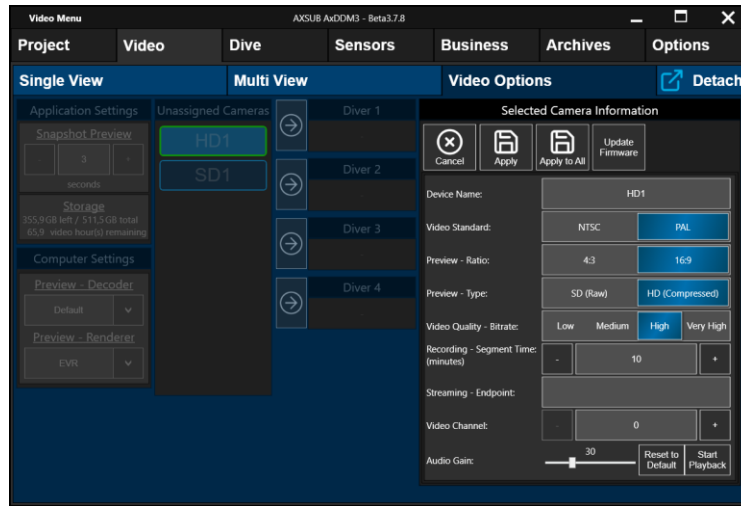 Video Menu
AXSUB AxDDM3 - Beta3.7.8
Project
Video
Dive
Sensors
Business
Archives
Options
Single View
Multi View
Video Options
Detach
Application Settings
Snapshot Preview
-
3
+
seconds
Storage
355,9GB left / 511,5GB total
65,9 video hour(s) remaining
Computer Settings
Preview - Decoder
Default
Preview - Renderer
EVR
Unassigned Cameras
HD1
SD1
Diver 1
Diver 2
Diver 3
Diver 4
Selected Camera Information
Cancel
Apply
Apply to All
Update
Firmware
Device Name:
HD1
Video Standard:
NTSC
PAL
Preview - Ratio:
4:3
16:9
Preview - Type:
SD (Raw)
HD (Compressed)
Video Quality - Bitrate:
Low
Medium
High
Very High
Recording - Segment Time:
(minutes)
-
10
+
Streaming - Endpoint:
Video Channel:
-
0
+
Audio Gain:
30
Reset to
Default
Start
Playback